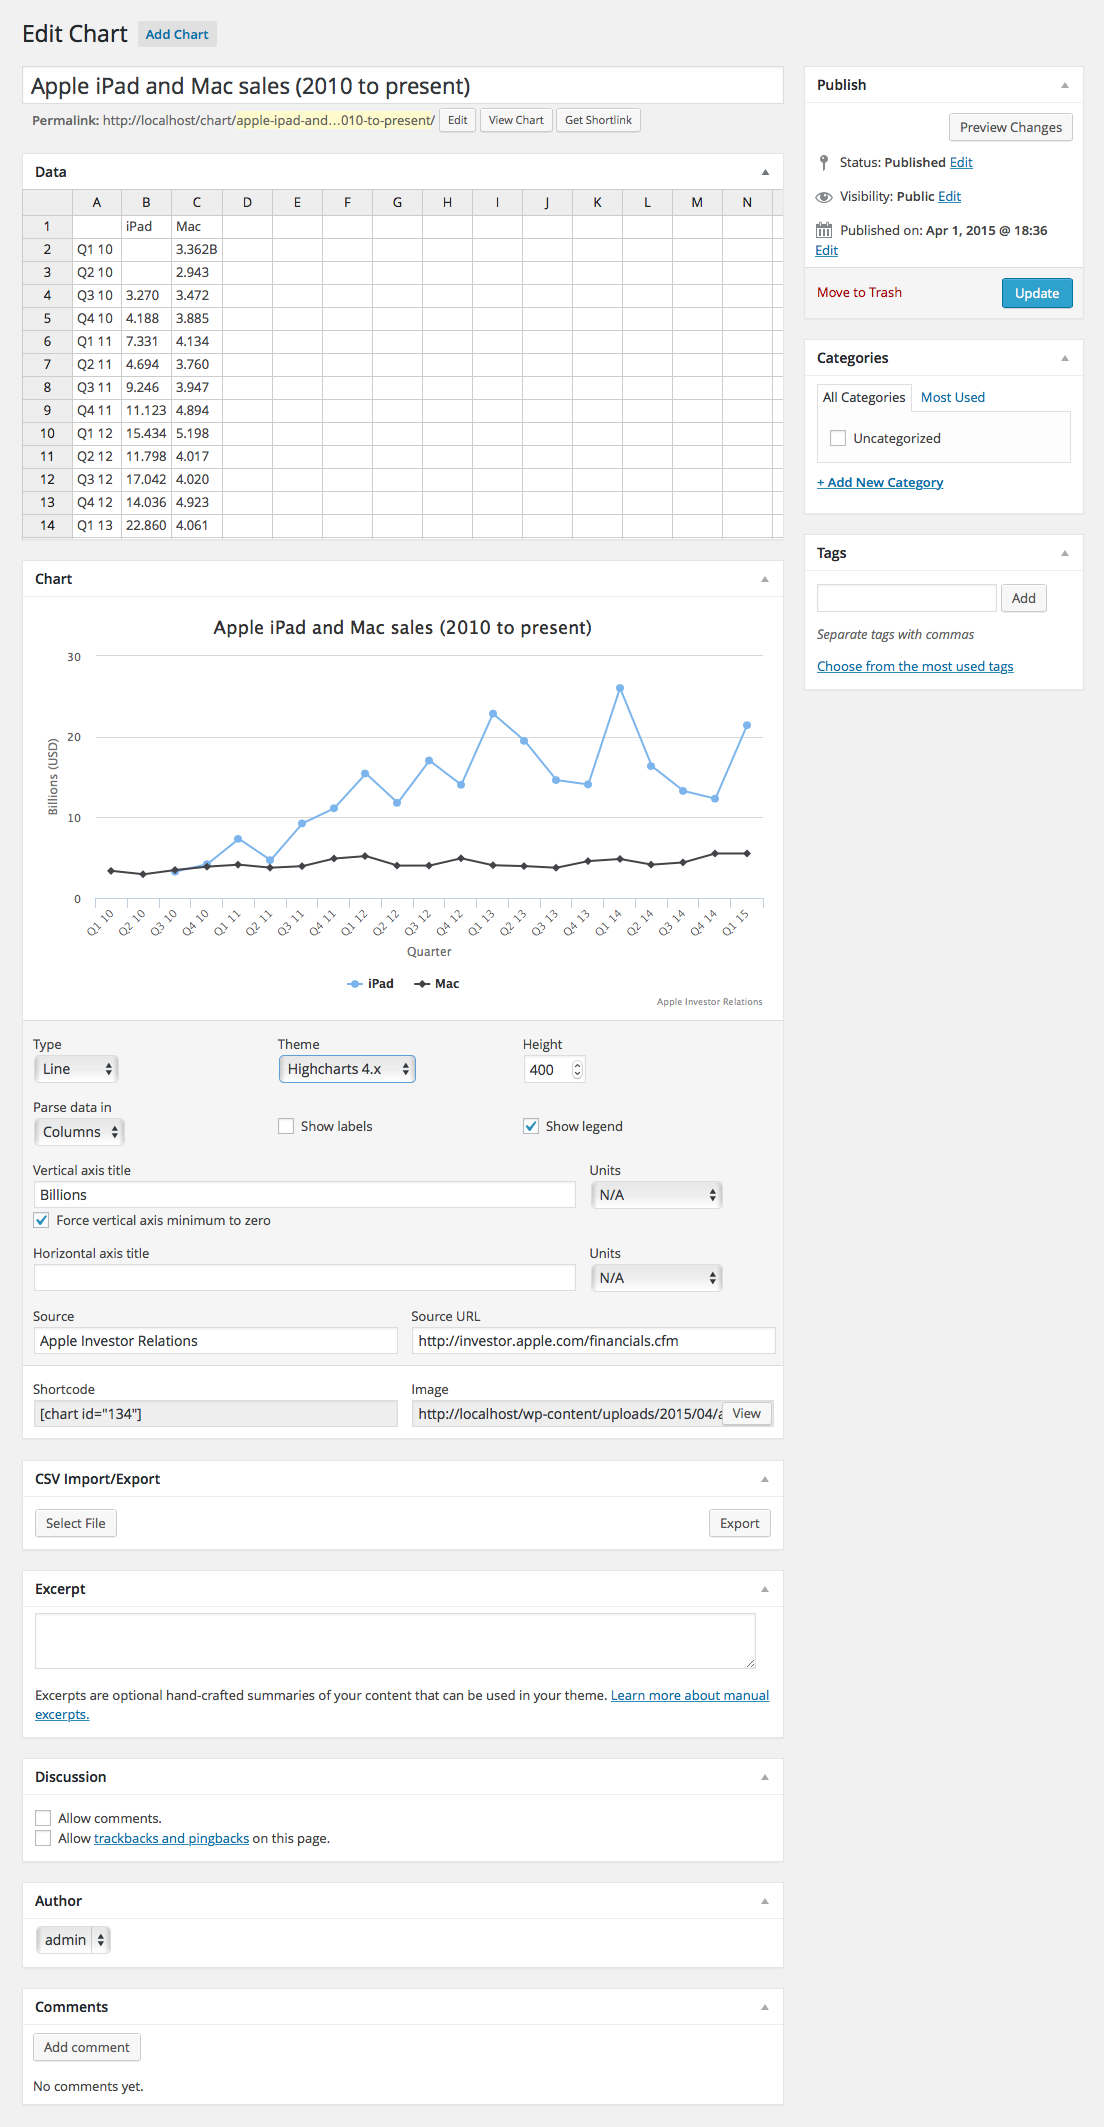 Edit Chart Add Chart
Apple iPad and Mac sales (2010 to present)
Permalink: http://localhost/chart/apple-ipad-and...010-to-present/ Edit View Chart Get Shortlink
Data
A B C D E F G H I J K L M N
1 iPad Mac
2 Q1 10 3.362B
3 Q2 10 2.943
4 Q3 10 3.270 3.472
5 Q4 10 4.188 3.885
6 Q1 11 7.331 4.134
7 Q2 11 4.694 3.760
8 Q3 11 9.246 3.947
9 Q4 11 11.123 4.894
10 Q1 12 15.434 5.198
11 Q2 12 11.798 4.017
12 Q3 12 17.042 4.020
13 Q4 12 14.036 4.923
14 Q1 13 22.860 4.061
Chart
Apple iPad and Mac sales (2010 to present)
30
20
10
0
Billions (USD)
Q1 10 Q2 10 Q3 10 Q4 10 Q1 11 Q2 11 Q3 11 Q4 11 Q1 12 Q2 12 Q3 12 Q4 12 Q1 13 Q2 13 Q3 13 Q4 13 Q1 14 Q2 14 Q3 14 Q4 14 Q1 15
Quarter
iPad Mac
Apple Investor Relations
Type Theme Height
Line Highcharts 4.x 400
Parse data in
Columns Show labels Show legend
Vertical axis title Units
Billions N/A
Force vertical axis minimum to zero
Horizontal axis title Units
N/A
Source Source URL
Apple Investor Relations http://investor.apple.com/financials.cfm
Shortcode Image
[chart id="134"] http://localhost/wp-content/uploads/2015/04/a View
CSV Import/Export
Select File Export
Excerpt
Excerpts are optional hand-crafted summaries of your content that can be used in your theme. Learn more about manual
excerpts.
Discussion
Allow comments.
Allow trackbacks and pingbacks on this page.
Author
admin
Comments
Add comment
No comments yet.
Publish
Preview Changes
Status: Published Edit
Visibility: Public Edit
Published on: Apr 1, 2015 @ 18:36
Edit
Move to Trash Update
Categories
All Categories Most Used
Uncategorized
+ Add New Category
Tags
Add
Separate tags with commas
Choose from the most used tags